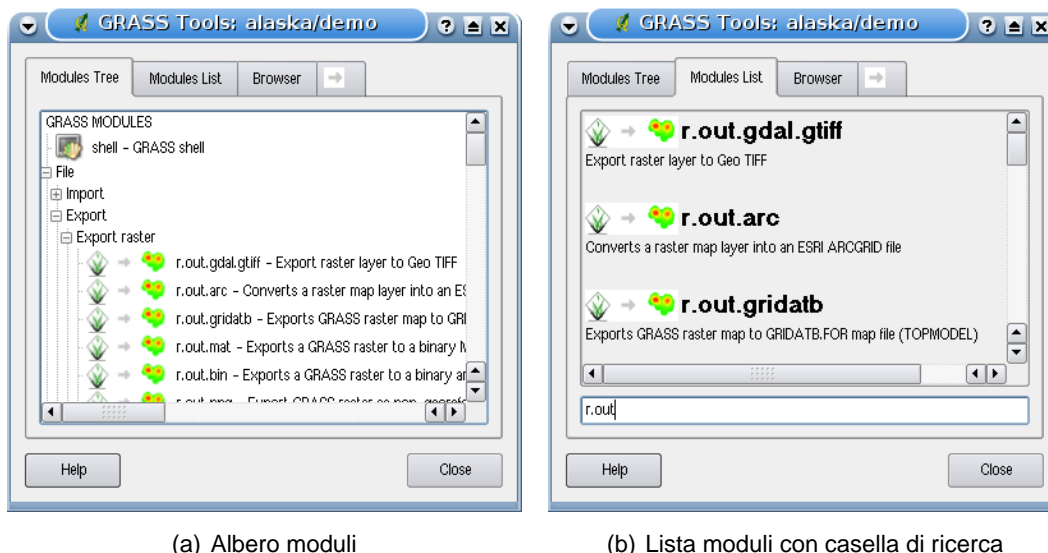 GRASS Tools: alaska/demo
Modules Tree Modules List Browser
GRASS MODULES
shell - GRASS shell
File
Import
Export
Export raster
r.out.gdal.gtiff - Export raster layer to Geo TIFF
r.out.arc - Converts a raster map layer into an ES
r.out.gridatb - Exports GRASS raster map to GRI
r.out.mat - Exports a GRASS raster to a binary M
r.out.bin - Exports a GRASS raster to a binary ar
Help Close
(a) Albero moduli
GRASS Tools: alaska/demo
Modules Tree Modules List Browser
r.out.gdal.gtiff
Export raster layer to Geo TIFF
r.out.arc
Converts a raster map layer into an ESRI ARCGRID file
r.out.gridatb
Exports GRASS raster map to GRIDATB.FOR map file (TOPMODEL)
r.out
Help Close
(b) Lista moduli con casella di ricerca